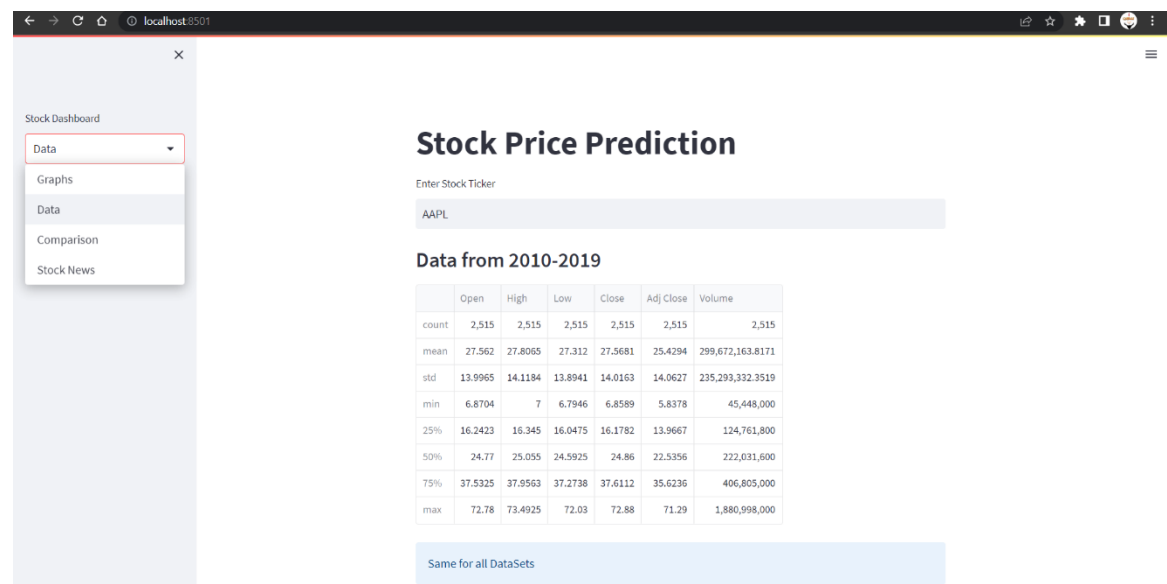 localhost:8501
Stock Dashboard
Data
Graphs
Data
Comparison
Stock News
Stock Price Prediction
Enter Stock Ticker
AAPL
Data from 2010-2019
Open High Low Close Adj Close Volume
count 2,515 2,515 2,515 2,515 2,515 2,515
mean 27.562 27.8065 27.312 27.5681 25.4294 299,672,163.8171
std 13.9965 14.1184 13.8941 14.0163 14.0627 235,293,332.3519
min 6.8704 7 6.7946 6.8589 5.8378 45,448,000
25% 16.2423 16.345 16.0475 16.1782 13.9667 124,761,800
50% 24.77 25.055 24.5925 24.86 22.5356 222,031,600
75% 37.5325 37.9563 37.2738 37.6112 35.6236 406,805,000
max 72.78 73.4925 72.03 72.88 71.29 1,880,998,000
Same for all DataSets